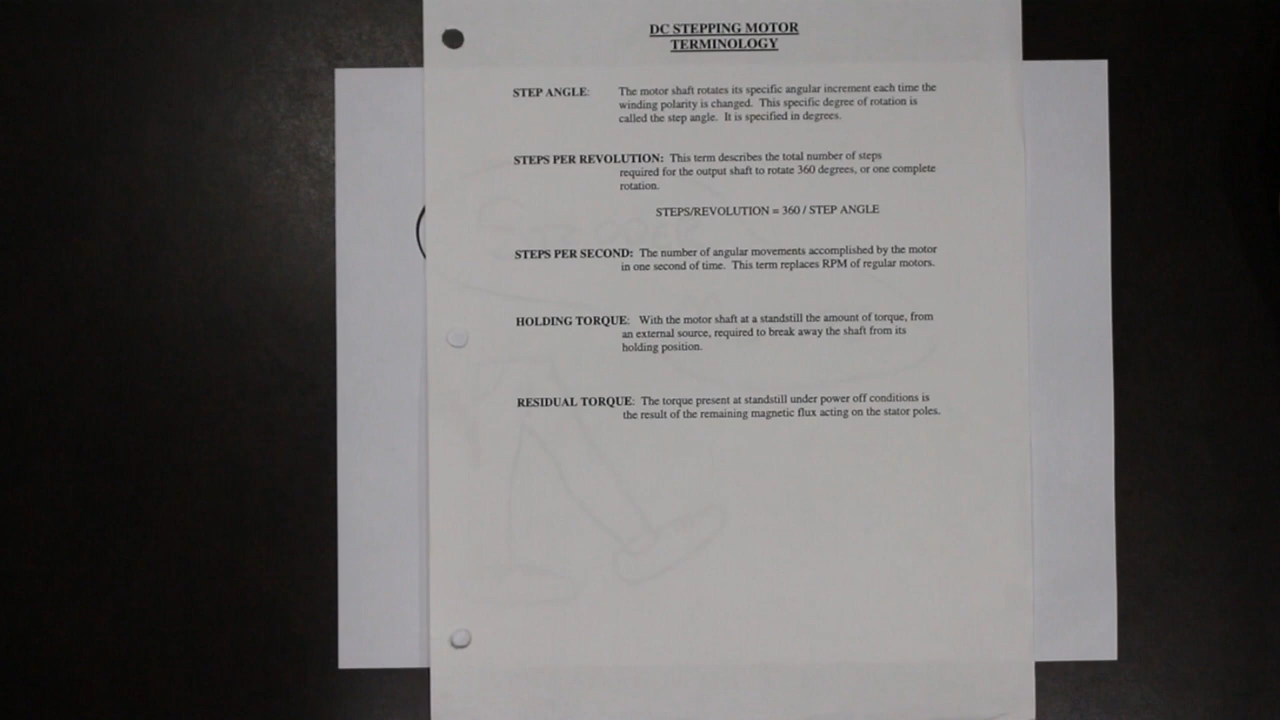 DC STEPPING MOTOR
TERMINOLOGY
STEP ANGLE: The motor shaft rotates its specific angular increment each time the
winding polarity is changed. This specific degree of rotation is
called the step angle. It is specified in degrees.
STEPS PER REVOLUTION: This term describes the total number of steps
required for the output shaft to rotate 360 degrees, or one complete
rotation.
STEPS/REVOLUTION = 360 / STEP ANGLE
STEPS PER SECOND: The number of angular movements accomplished by the motor
in one second of time. This term replaces RPM of regular motors.
HOLDING TORQUE: With the motor shaft at a standstill the amount of torque, from
an external source, required to break away the shaft from its
holding position.
RESIDUAL TORQUE: The torque present at standstill under power off conditions is
the result of the remaining magnetic flux acting on the stator poles.